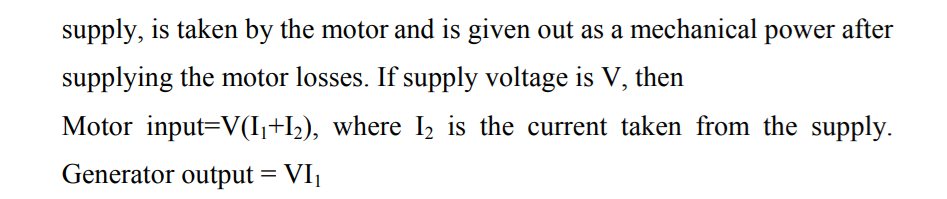 supply, is taken by the motor and is given out as a mechanical power after
supplying the motor losses. If supply voltage is V, then
Motor input=V(I₁+I₂), where I₂ is the current taken from the supply.
Generator output = VI₁